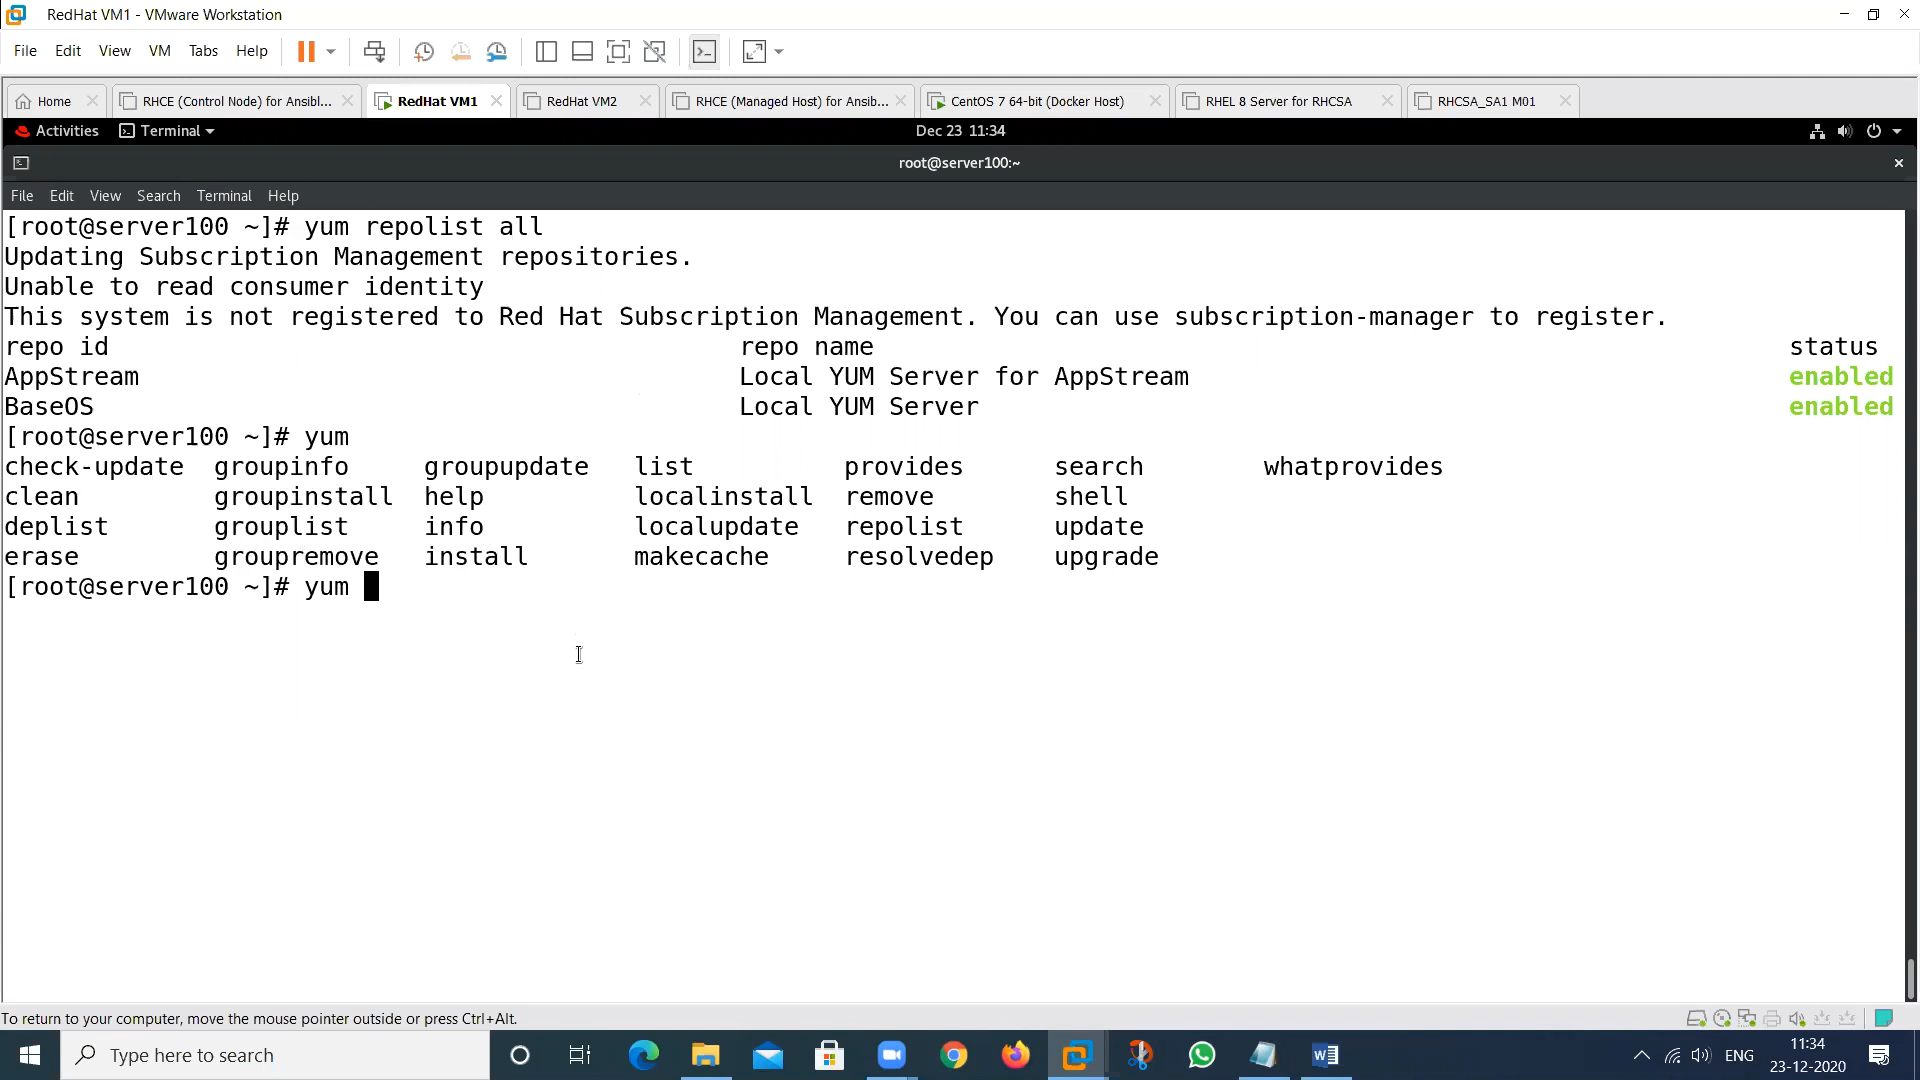 RedHat VM1 - VMware Workstation
File Edit View VM Tabs Help
Home RHCE (Control Node) for Ansibl... RedHat VM1 RedHat VM2 RHCE (Managed Host) for Ansib... CentOS 7 64-bit (Docker Host) RHEL 8 Server for RHCSA RHCSA_SA1 M01
Activities Terminal Dec 23 11:34
root@server100:~
File Edit View Search Terminal Help
[root@server100 ~]# yum repolist all
Updating Subscription Management repositories.
Unable to read consumer identity
This system is not registered to Red Hat Subscription Management. You can use subscription-manager to register.
repo id repo name status
AppStream Local YUM Server for AppStream enabled
BaseOS Local YUM Server enabled
[root@server100 ~]# yum
check-update groupinfo groupupdate list provides search whatprovides
clean groupinstall help localinstall remove shell
deplist grouplist info localupdate repolist update
erase groupremove install makecache resolvedep upgrade
[root@server100 ~]# yum
To return to your computer, move the mouse pointer outside or press Ctrl+Alt.
Type here to search ENG 11:34
23-12-2020